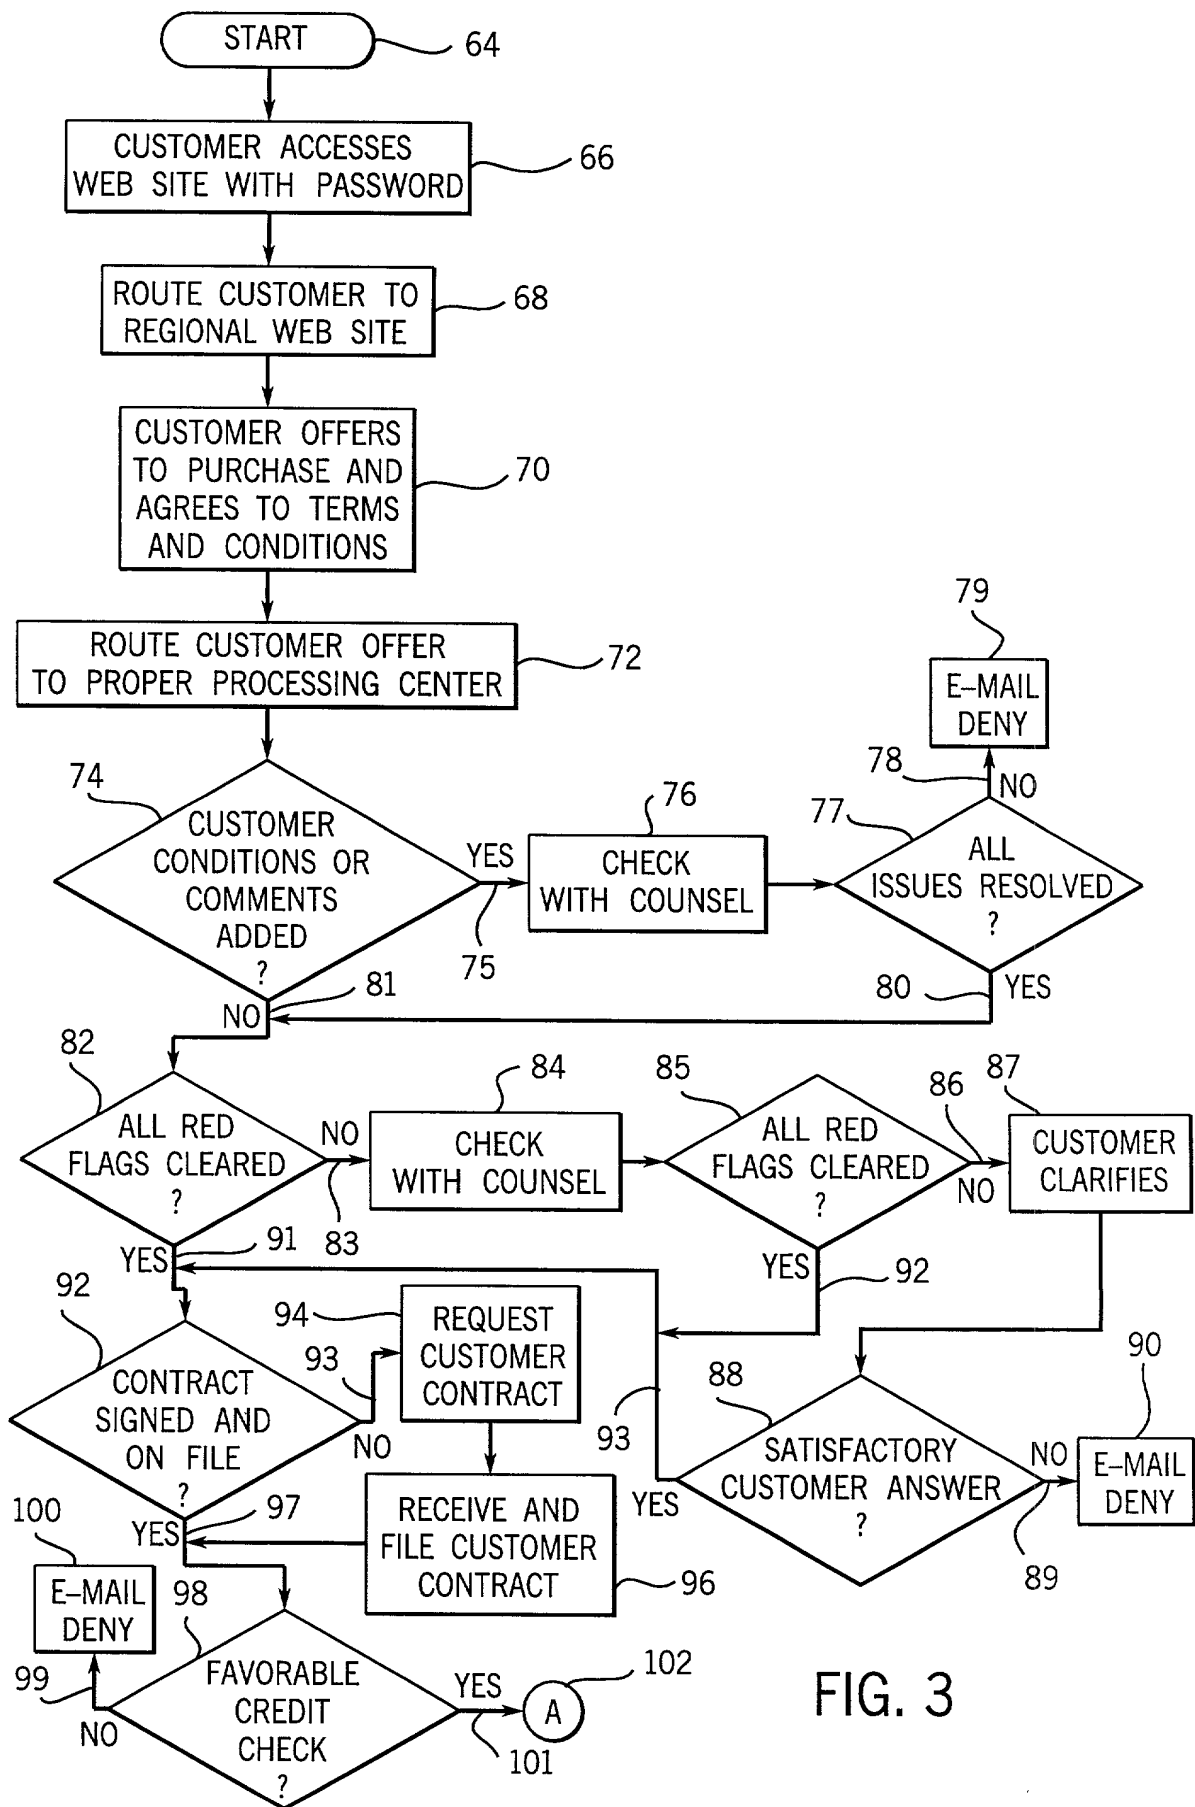 START
64
CUSTOMER ACCESSES
WEB SITE WITH PASSWORD
66
ROUTE CUSTOMER TO
REGIONAL WEB SITE
68
CUSTOMER OFFERS
TO PURCHASE AND
AGREES TO TERMS
AND CONDITIONS
70
ROUTE CUSTOMER OFFER
TO PROPER PROCESSING CENTER
72
74
CUSTOMER
CONDITIONS OR
COMMENTS
ADDED
?
YES
75
76
CHECK
WITH COUNSEL
77
ALL
ISSUES RESOLVED
?
78
NO
79
E–MAIL
DENY
80
YES
81
NO
82
ALL RED
FLAGS CLEARED
?
NO
83
84
CHECK
WITH COUNSEL
85
ALL RED
FLAGS CLEARED
?
86
NO
87
CUSTOMER
CLARIFIES
YES
91
YES
92
92
CONTRACT
SIGNED AND
ON FILE
?
93
NO
94
REQUEST
CUSTOMER
CONTRACT
93
YES
88
SATISFACTORY
CUSTOMER ANSWER
?
NO
89
90
E–MAIL
DENY
YES
97
RECEIVE AND
FILE CUSTOMER
CONTRACT
96
100
E–MAIL
DENY
99
NO
98
FAVORABLE
CREDIT
CHECK
?
YES
101
A
102
FIG. 3